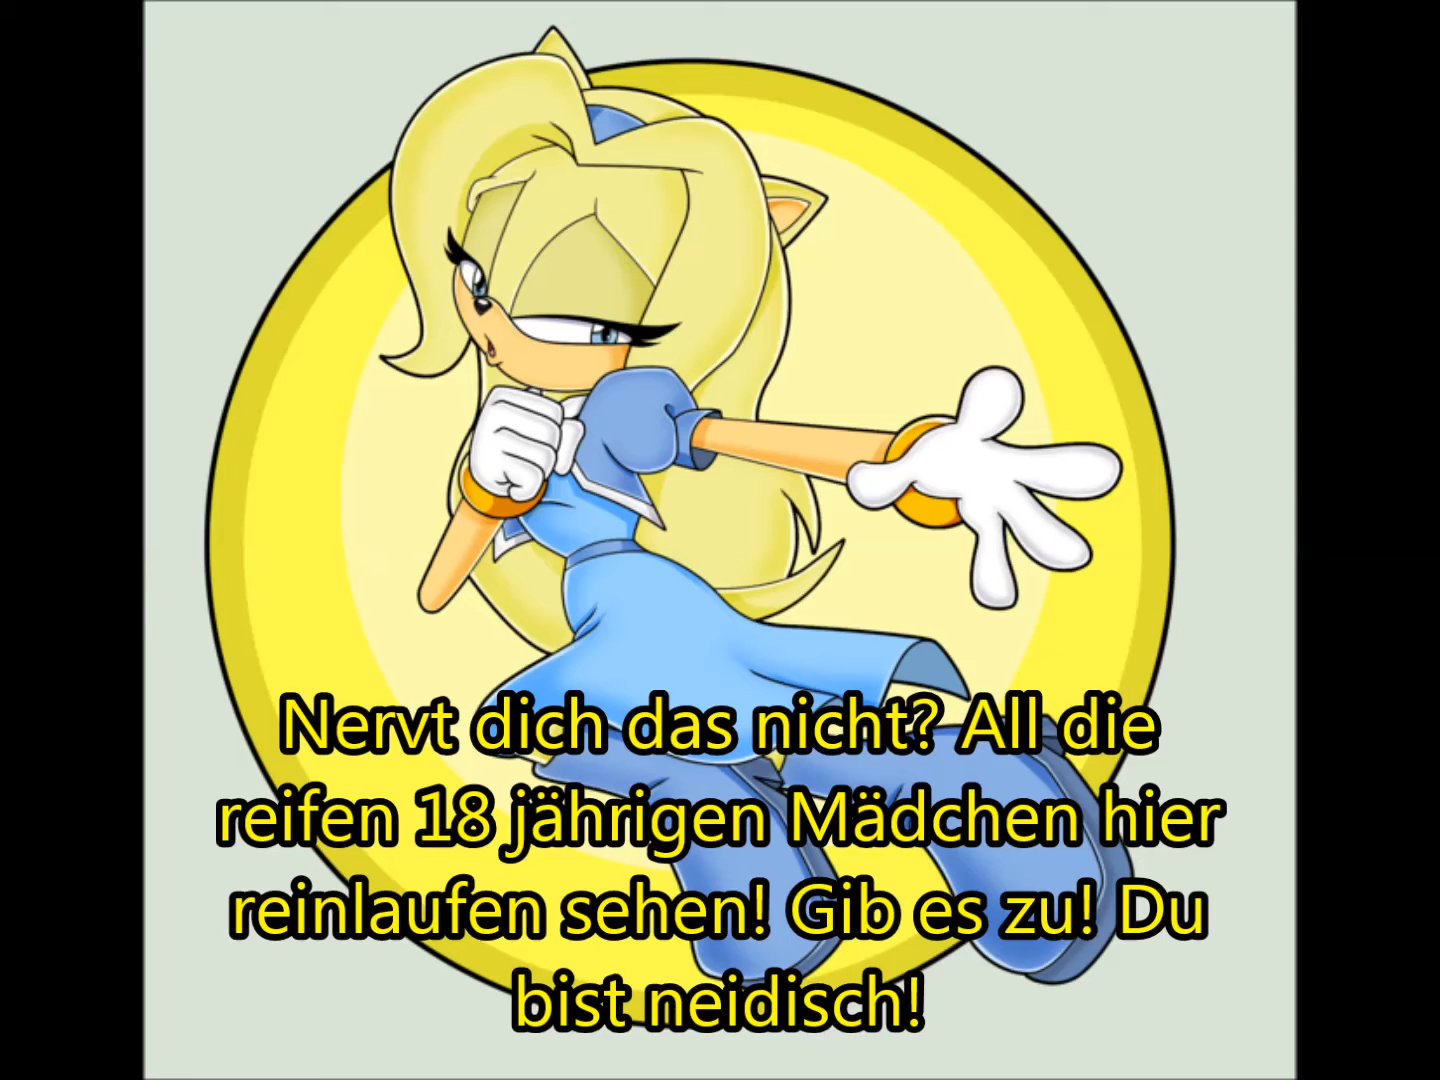 Nervt dich das nicht? All die
reifen 18 jährigen Mädchen hier
reinlaufen sehen! Gib es zu! Du
bist neidisch!